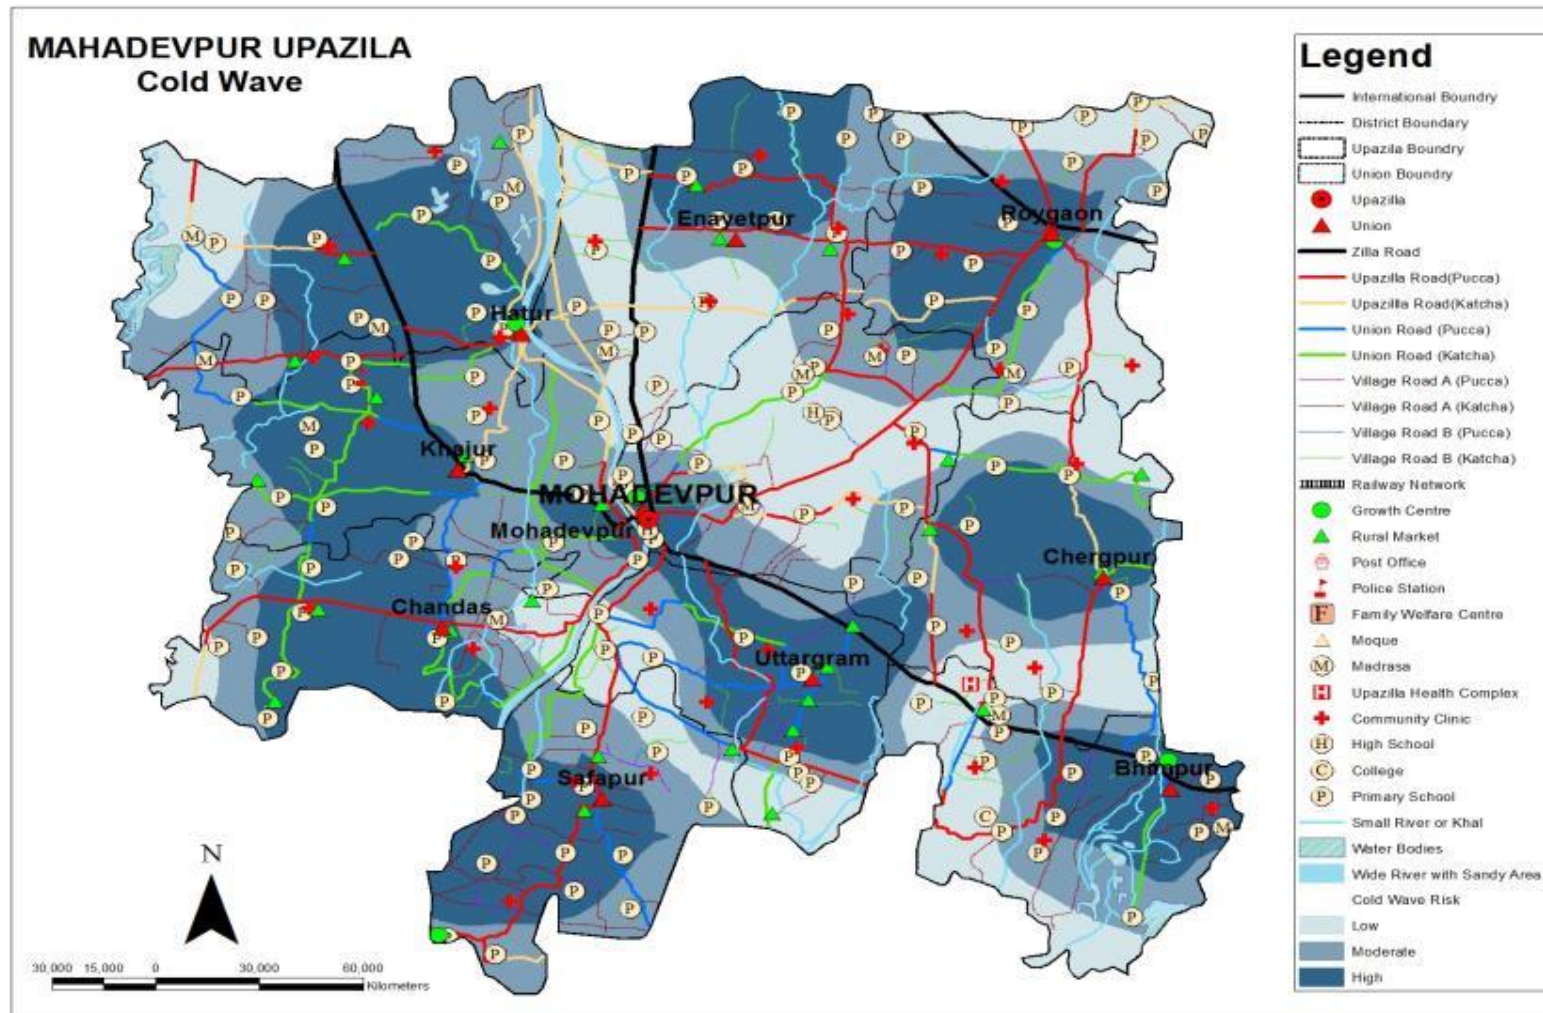 MAHADEVPUR UPAZILA
Cold Wave
Enayetpur
Roygaon
Hatur
Khajur
MOHADEVPUR
Mohadevpur
Chergpur
Chandas
Uttargram
Safapur
Bhimpur
N
30,000 15,000 0 30,000 60,000
Kilometers
Legend
International Boundry
District Boundary
Upazila Boundry
Union Boundry
Upazilla
Union
Zilla Road
Upazilla Road(Pucca)
Upazillla Road(Katcha)
Union Road (Pucca)
Union Road (Katcha)
Village Road A (Pucca)
Village Road A (Katcha)
Village Road B (Pucca)
Village Road B (Katcha)
Railway Network
Growth Centre
Rural Market
Post Office
Police Station
F Family Welfare Centre
Moque
M Madrasa
H Upazilla Health Complex
Community Clinic
H High School
C College
P Primary School
Small River or Khal
Water Bodies
Wide River with Sandy Area
Cold Wave Risk
Low
Moderate
High